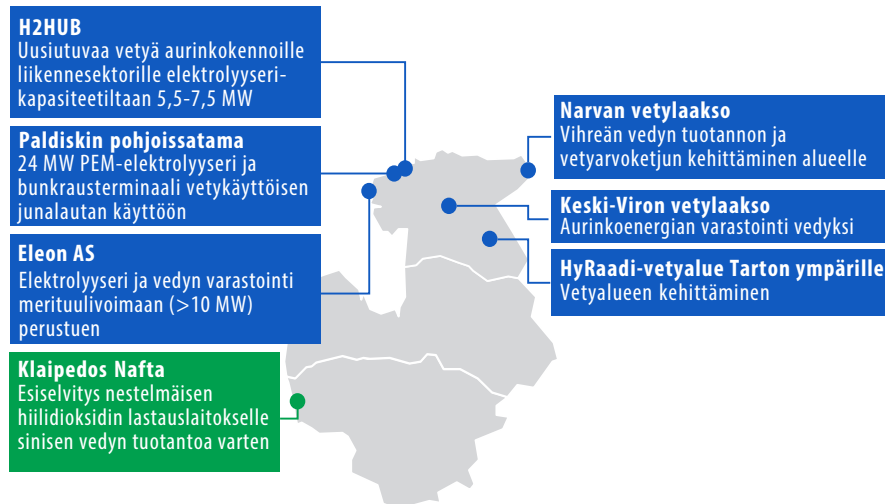 H2HUB
Uusiutuvaa vetyä aurinkokennoille
liikennesektorille elektrolyyseri-
kapasiteetiltaan 5,5-7,5 MW
Paldiskin pohjoissatama
24 MW PEM-elektrolyyseri ja
bunkrausterminaali vetykäyttöisen
junalautan käyttöön
Eleon AS
Elektrolyyseri ja vedyn varastointi
merituulivoimaan (>10 MW)
perustuen
Klaipedos Nafta
Esiselvitys nestelmäisen
hiilidioksidin lastauslaitokselle
sinisen vedyn tuotantoa varten
Narvan vetylaakso
Vihreän vedyn tuotannon ja
vetyarvoketjun kehittäminen alueelle
Keski-Viron vetylaakso
Aurinkoenergian varastointi vedyksi
HyRaadi-vetyalue Tarton ympärille
Vetyalueen kehittäminen